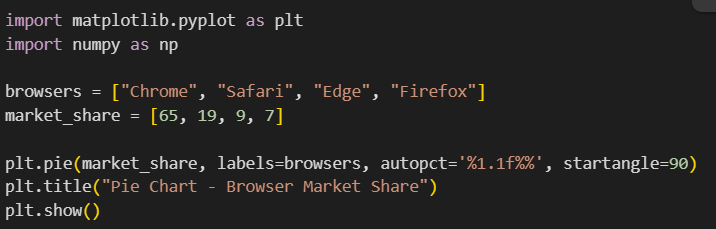 import matplotlib.pyplot as plt
import numpy as np
browsers = ["Chrome", "Safari", "Edge", "Firefox"]
market_share = [65, 19, 9, 7]
plt.pie(market_share, labels=browsers, autopct='%1.1f%%', startangle=90)
plt.title("Pie Chart - Browser Market Share")
plt.show()